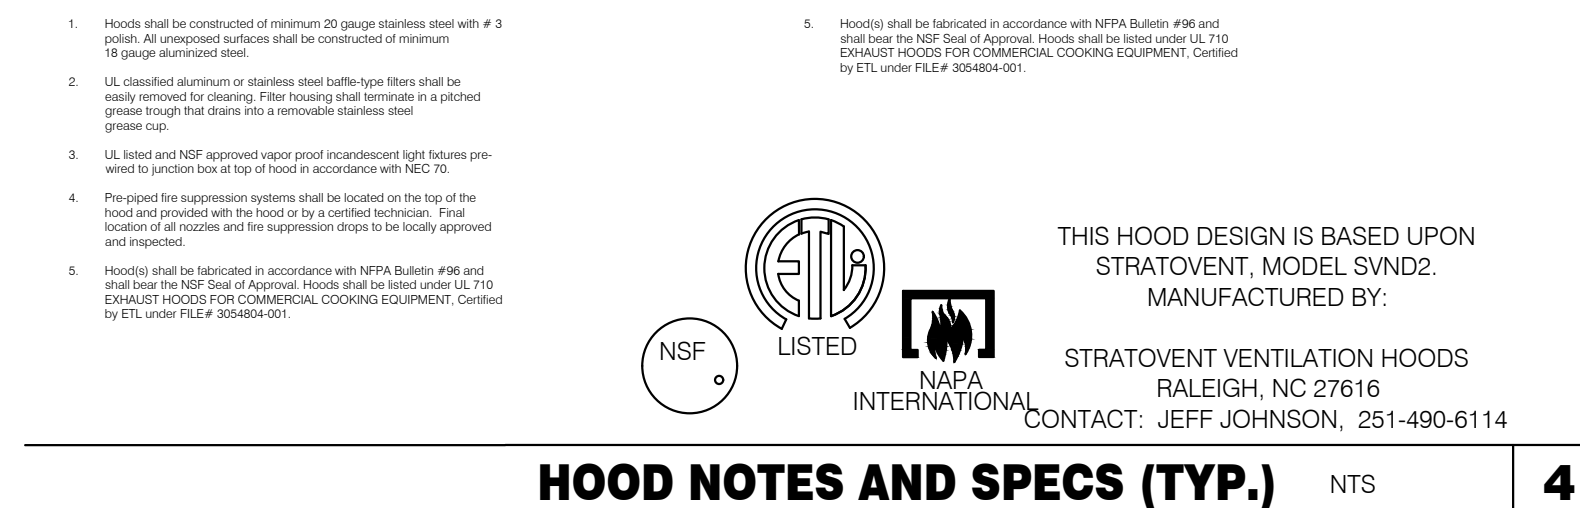 1. Hoods shall be constructed of minimum 20 gauge stainless steel with # 3
polish. All unexposed surfaces shall be constructed of minimum
18 gauge aluminized steel.
2. UL classified aluminum or stainless steel baffle-type filters shall be
easily removed for cleaning. Filter housing shall terminate in a pitched
grease trough that drains into a removable stainless steel
grease cup.
3. UL listed and NSF approved vapor proof incandescent light fixtures pre-
wired to junction box at top of hood in accordance with NEC 70.
4. Pre-piped fire suppression systems shall be located on the top of the
hood and provided with the hood or by a certified technician. Final
location of all nozzles and fire suppression drops to be locally approved
and inspected.
5. Hood(s) shall be fabricated in accordance with NFPA Bulletin #96 and
shall bear the NSF Seal of Approval. Hoods shall be listed under UL 710
EXHAUST HOODS FOR COMMERCIAL COOKING EQUIPMENT, Certified
by ETL under FILE# 3054804-001.
5. Hood(s) shall be fabricated in accordance with NFPA Bulletin #96 and
shall bear the NSF Seal of Approval. Hoods shall be listed under UL 710
EXHAUST HOODS FOR COMMERCIAL COOKING EQUIPMENT, Certified
by ETL under FILE# 3054804-001.
NSF
ETL
LISTED
NAPA
INTERNATIONAL
THIS HOOD DESIGN IS BASED UPON
STRATOVENT, MODEL SVND2.
MANUFACTURED BY:
STRATOVENT VENTILATION HOODS
RALEIGH, NC 27616
CONTACT: JEFF JOHNSON, 251-490-6114
HOOD NOTES AND SPECS (TYP.) NTS 4